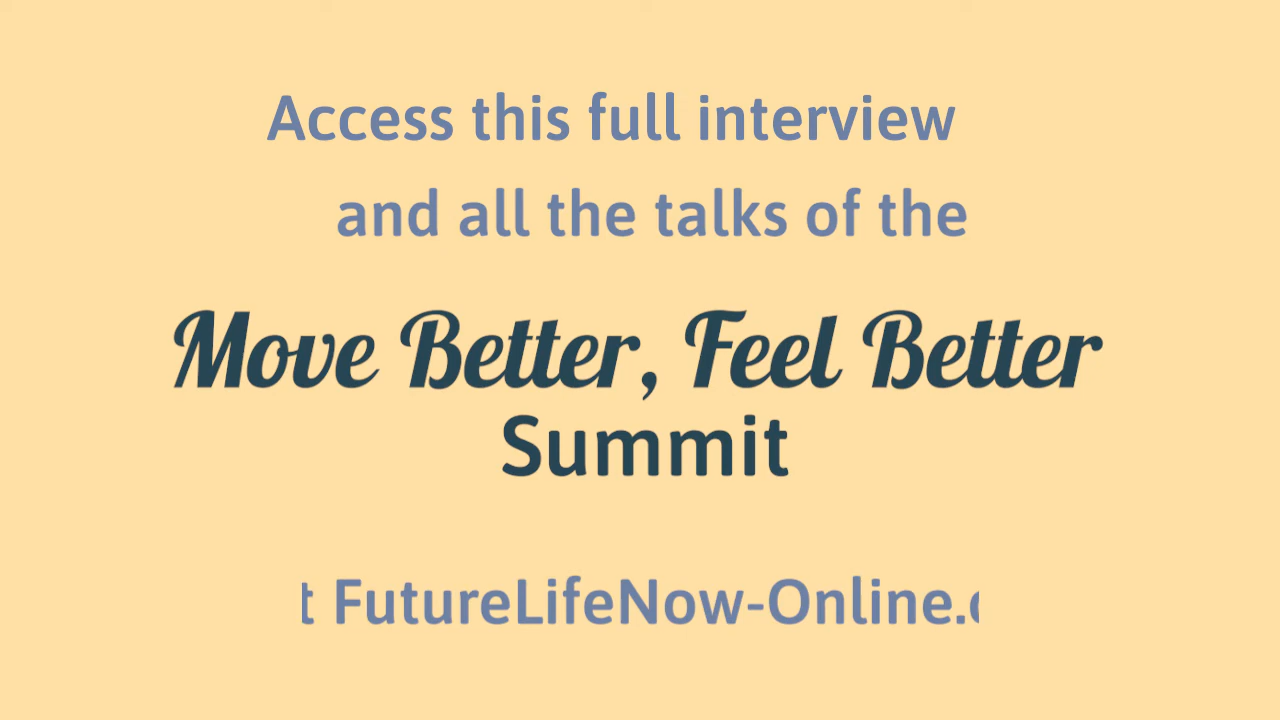 Access this full interview
and all the talks of the
Move Better, Feel Better
Summit
t FutureLifeNow-Online.